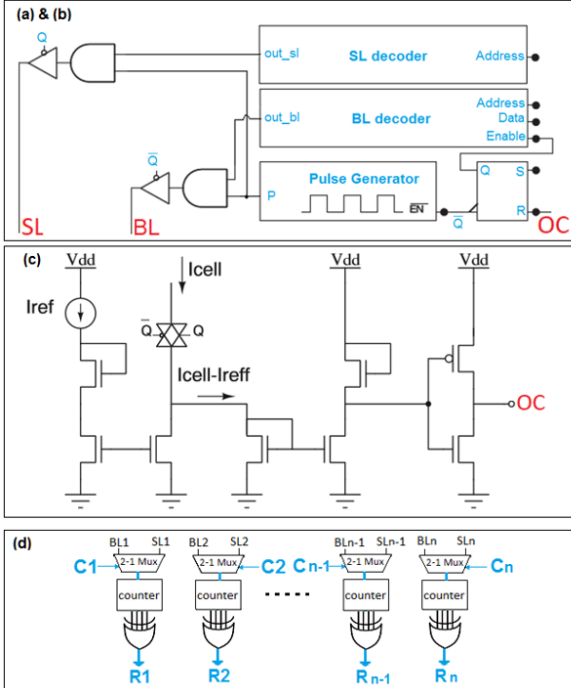 (a) & (b)
Q
out_sl
SL decoder
Address
Address
out_bl
BL decoder
Data
Enable
Q̅
Pulse Generator
Q
S
P
E̅N̅
Q̅
R
SL
BL
OC
(c)
Vdd
Icell
Vdd
Vdd
Iref
Q̅
Q
Icell-Ireff
OC
(d)
BL1 SL1 BL2 SL2 BLn-1 SLn-1 BLn SLn
C1 2-1 Mux 2-1 Mux C2 Cn-1 2-1 Mux 2-1 Mux Cn
counter counter counter counter
R1 R2 Rn-1 Rn